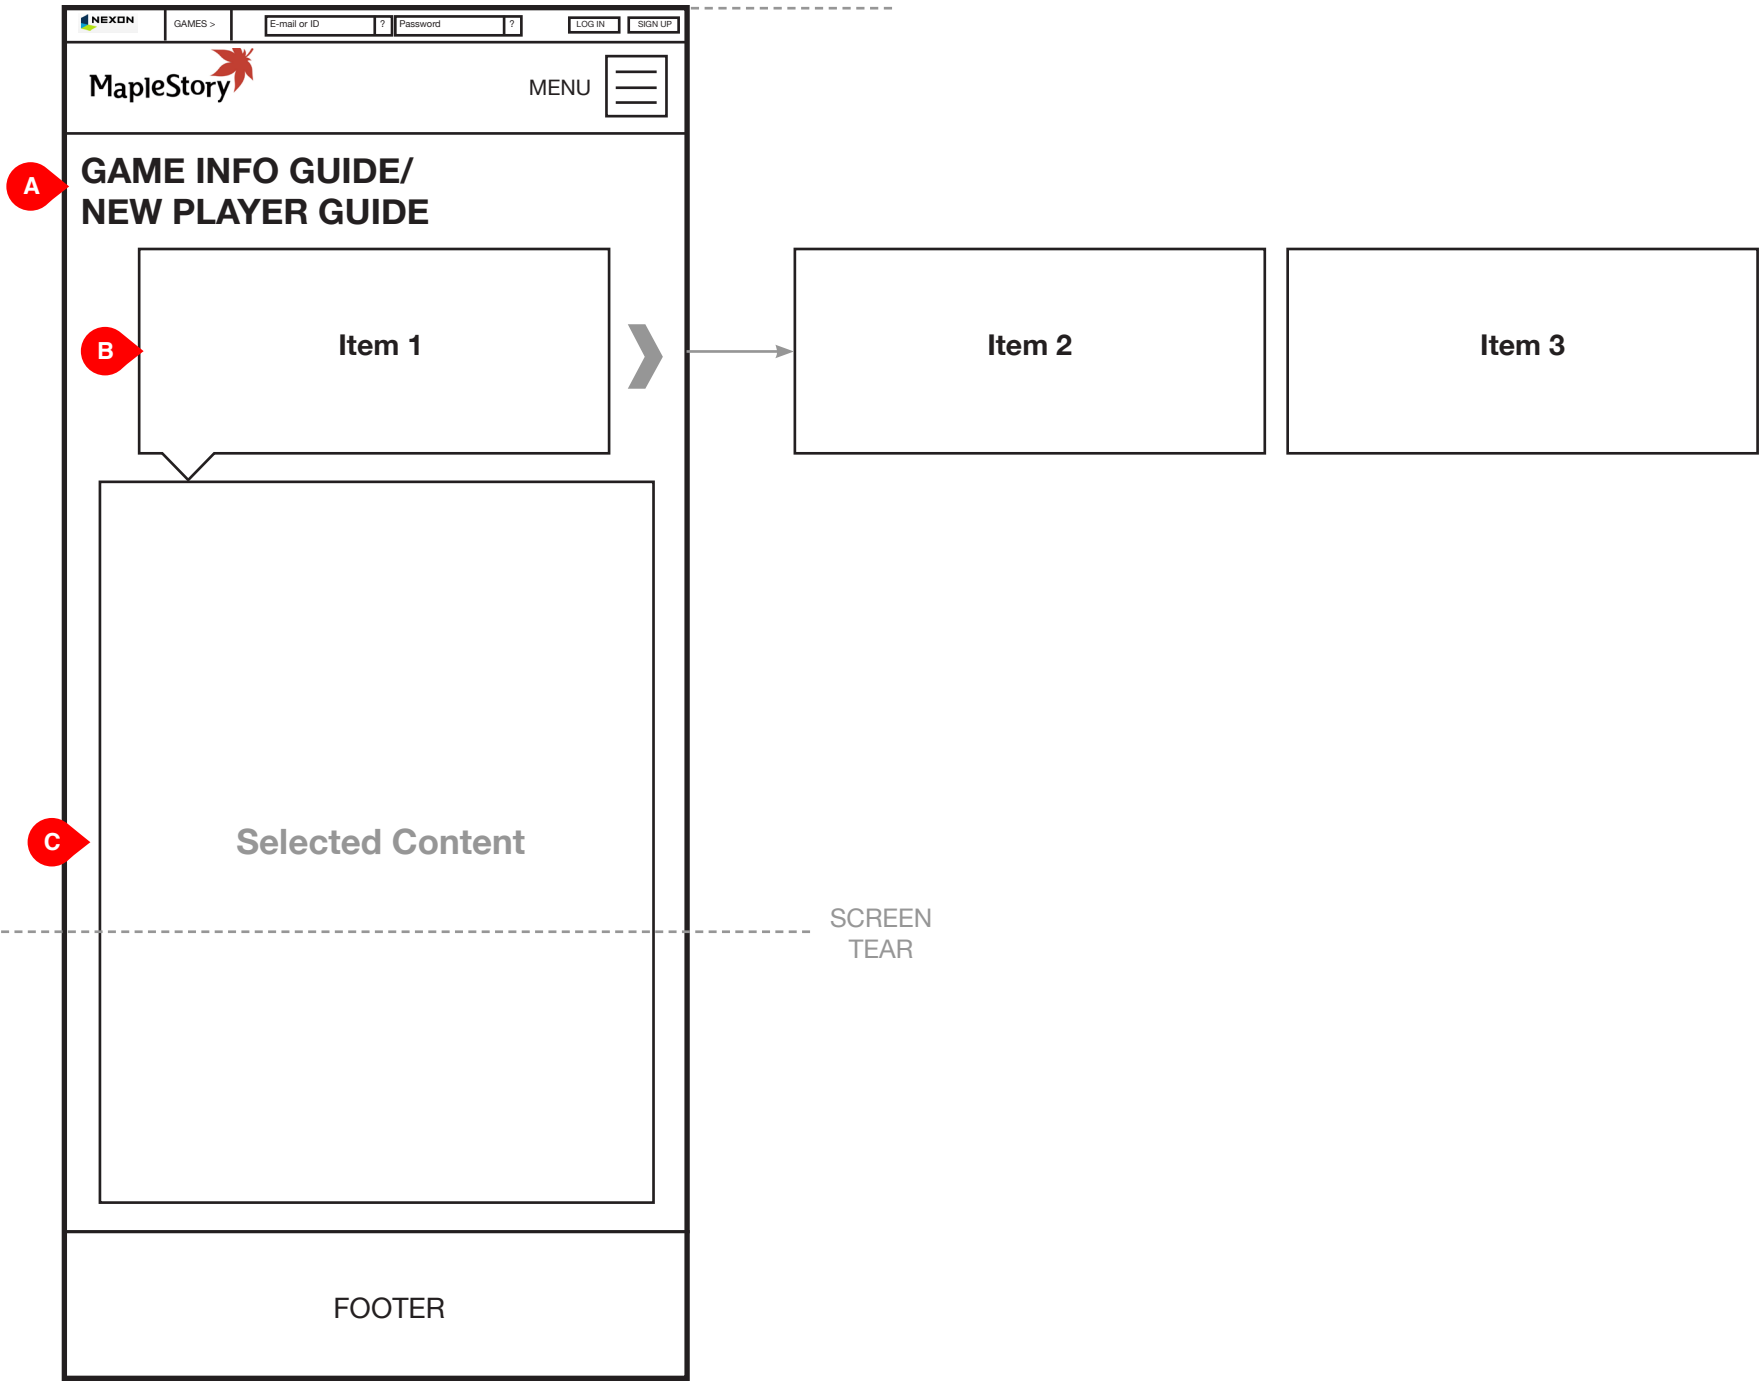 NEXON
GAMES >
E-mail or ID
?
Password
?
LOG IN
SIGN UP
MapleStory
MENU
A
GAME INFO GUIDE/
NEW PLAYER GUIDE
B
Item 1
Item 2
Item 3
C
Selected Content
SCREEN
TEAR
FOOTER